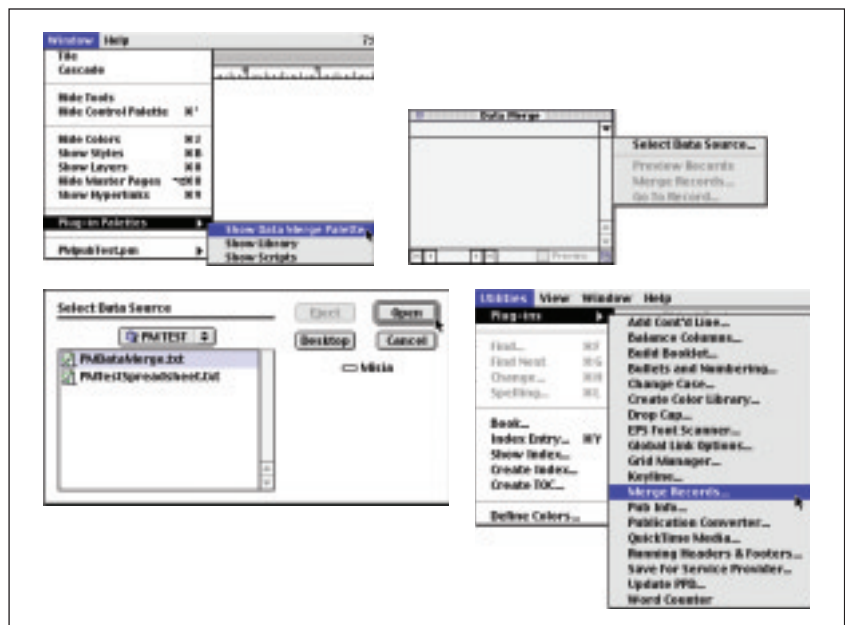 Window Help
Tile
Cascade
Hide Tools
Hide Control Palette ⌘'
Hide Colors ⌘J
Show Styles ⌘B
Show Layers ⌘8
Hide Master Pages
Show Hyperlinks ⌘9
Plug-in Palettes
PMpubTest.pm
Show Data Merge Palette
Show Library
Show Scripts
Data Merge
Select Data Source...
Preview Records
Merge Records...
Go To Record...
Preview
Select Data Source
PMTEST
PMDataMerge.txt
PMTestSpreadsheet.txt
Eject
Open
Desktop
Cancel
Misia
Utilities View Window Help
Plug-ins
Find... ⌘F
Find Next ⌘G
Change... ⌘H
Spelling... ⌘L
Book...
Index Entry... ⌘Y
Show Index...
Create Index...
Create TOC...
Define Colors...
Add Cont'd Line...
Balance Columns...
Build Booklet...
Bullets and Numbering...
Change Case...
Create Color Library...
Drop Cap...
EPS Font Scanner...
Global Link Options...
Grid Manager...
Keyline...
Merge Records...
Pub Info...
Publication Converter...
QuickTime Media...
Running Headers & Footers...
Save For Service Provider...
Update PPD...
Word Counter